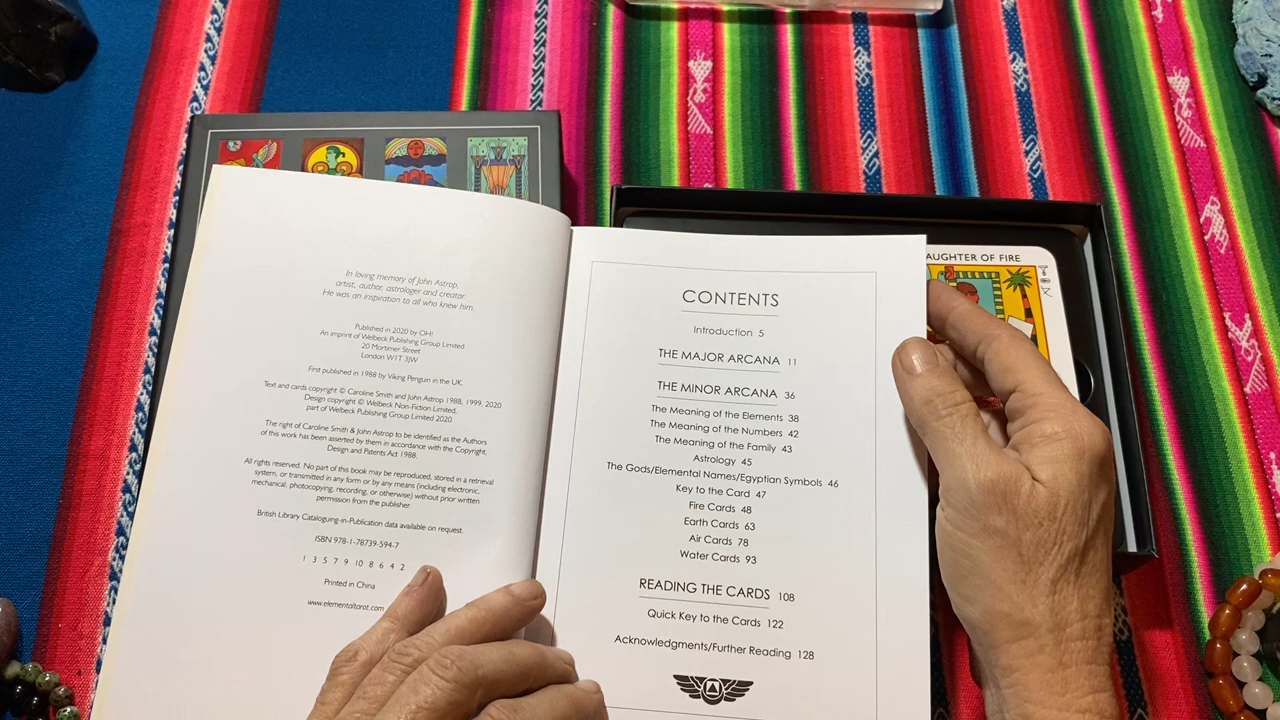 In loving memory of John Astrop,
artist, author, astrologer and creator.
He was an inspiration to all who knew him.
Published in 2020 by OH!
An imprint of Welbeck Publishing Group Limited
20 Mortimer Street
London W1T 3JW
First published in 1988 by Viking Penguin in the UK.
Text and cards copyright © Caroline Smith and John Astrop 1988, 1999, 2020
Design copyright © Welbeck Non-Fiction Limited,
part of Welbeck Publishing Group Limited 2020
The right of Caroline Smith & John Astrop to be identified as the Authors
of this work has been asserted by them in accordance with the Copyright,
Design and Patents Act 1988.
All rights reserved. No part of this book may be reproduced, stored in a retrieval
system, or transmitted in any form or by any means (including electronic,
mechanical, photocopying, recording, or otherwise) without prior written
permission from the publisher
British Library Cataloguing-in-Publication data available on request.
ISBN 978-1-78739-594-7
1 3 5 7 9 10 8 6 4 2
Printed in China
www.elementaltarot.com
CONTENTS
Introduction 5
THE MAJOR ARCANA 11
THE MINOR ARCANA 36
The Meaning of the Elements 38
The Meaning of the Numbers 42
The Meaning of the Family 43
Astrology 45
The Gods/Elemental Names/Egyptian Symbols 46
Key to the Card 47
Fire Cards 48
Earth Cards 63
Air Cards 78
Water Cards 93
READING THE CARDS 108
Quick Key to the Cards 122
Acknowledgments/Further Reading 128
AUGHTER OF FIRE